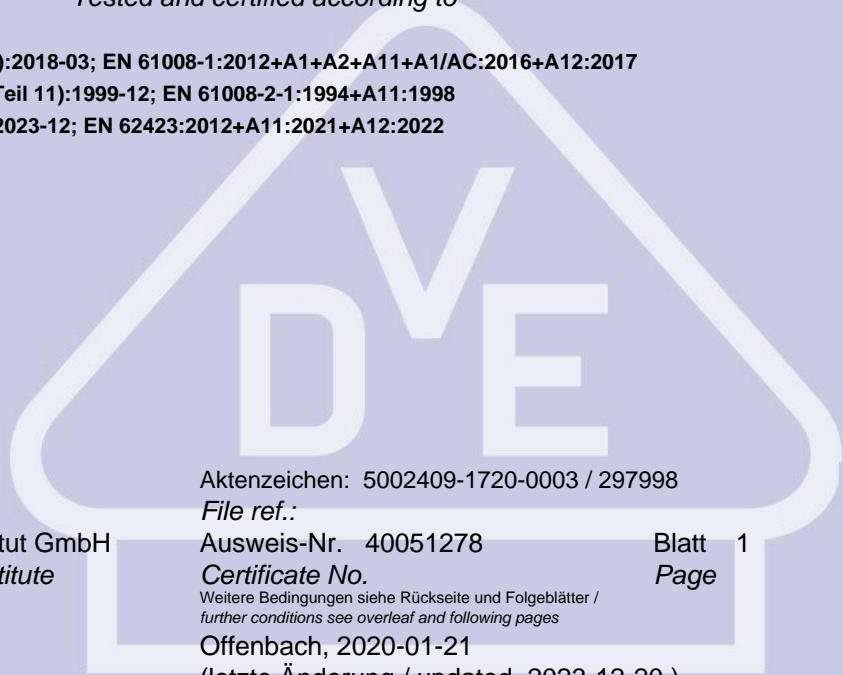 Tested and certified according to
):2018-03; EN 61008-1:2012+A1+A2+A11+A1/AC:2016+A12:2017
Teil 11):1999-12; EN 61008-2-1:1994+A11:1998
2023-12; EN 62423:2012+A11:2021+A12:2022
VDE
Aktenzeichen: 5002409-1720-0003 / 297998
File ref.:
tut GmbH Ausweis-Nr. 40051278 Blatt 1
titute Certificate No. Page
Weitere Bedingungen siehe Rückseite und Folgeblätter /
further conditions see overleaf and following pages
Offenbach, 2020-01-21
(letzte Änderung / updated 2023-12-20 )